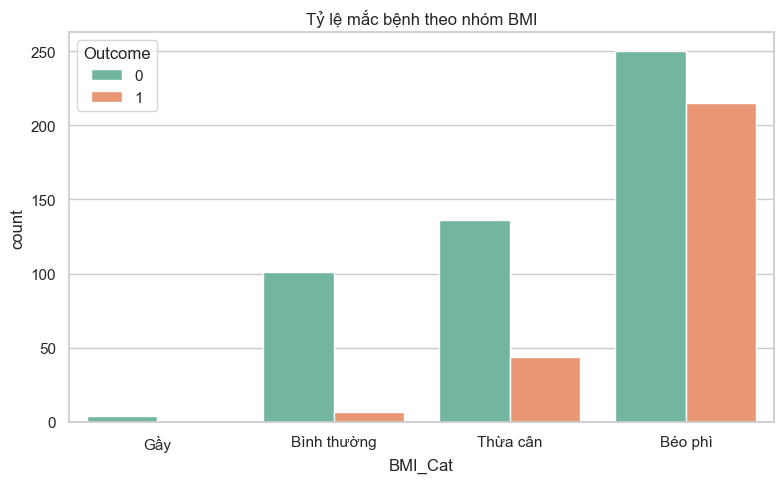 Tỷ lệ mắc bệnh theo nhóm BMI
Outcome
0
1
250
200
150
100
50
0
count
Gầy
Bình thường
Thừa cân
Béo phì
BMI_Cat